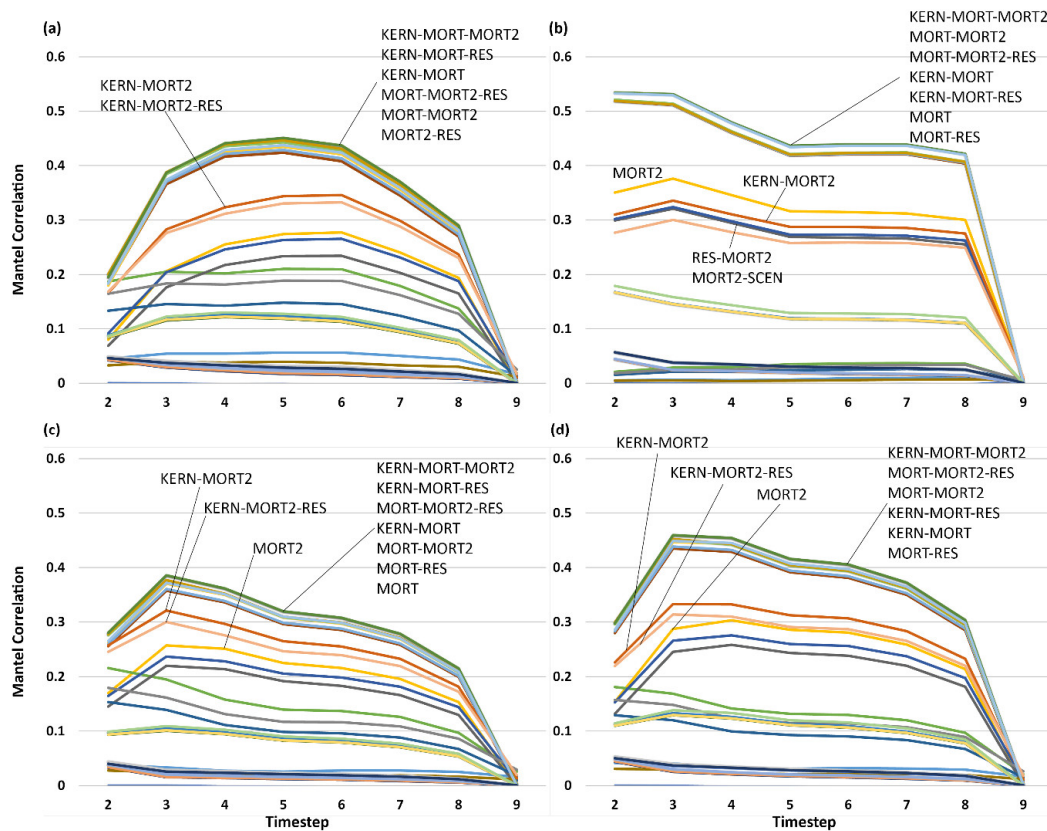 (a)
KERN-MORT-MORT2
KERN-MORT-RES
KERN-MORT
MORT-MORT2-RES
MORT-MORT2
MORT2-RES
KERN-MORT2
KERN-MORT2-RES
Mantel Correlation
0.6
0.5
0.4
0.3
0.2
0.1
0
2 3 4 5 6 7 8 9
(b)
KERN-MORT-MORT2
MORT-MORT2
MORT-MORT2-RES
KERN-MORT
KERN-MORT-RES
MORT
MORT-RES
MORT2
KERN-MORT2
RES-MORT2
MORT2-SCEN
0.6
0.5
0.4
0.3
0.2
0.1
0
2 3 4 5 6 7 8 9
(c)
KERN-MORT2
KERN-MORT2-RES
MORT2
KERN-MORT-MORT2
KERN-MORT-RES
MORT-MORT2-RES
KERN-MORT
MORT-MORT2
MORT-RES
MORT
Mantel Correlation
0.6
0.5
0.4
0.3
0.2
0.1
0
2 3 4 5 6 7 8 9
Timestep
(d)
KERN-MORT2
KERN-MORT2-RES
MORT2
KERN-MORT-MORT2
MORT-MORT2-RES
MORT-MORT2
KERN-MORT-RES
KERN-MORT
MORT-RES
0.6
0.5
0.4
0.3
0.2
0.1
0
2 3 4 5 6 7 8 9
Timestep